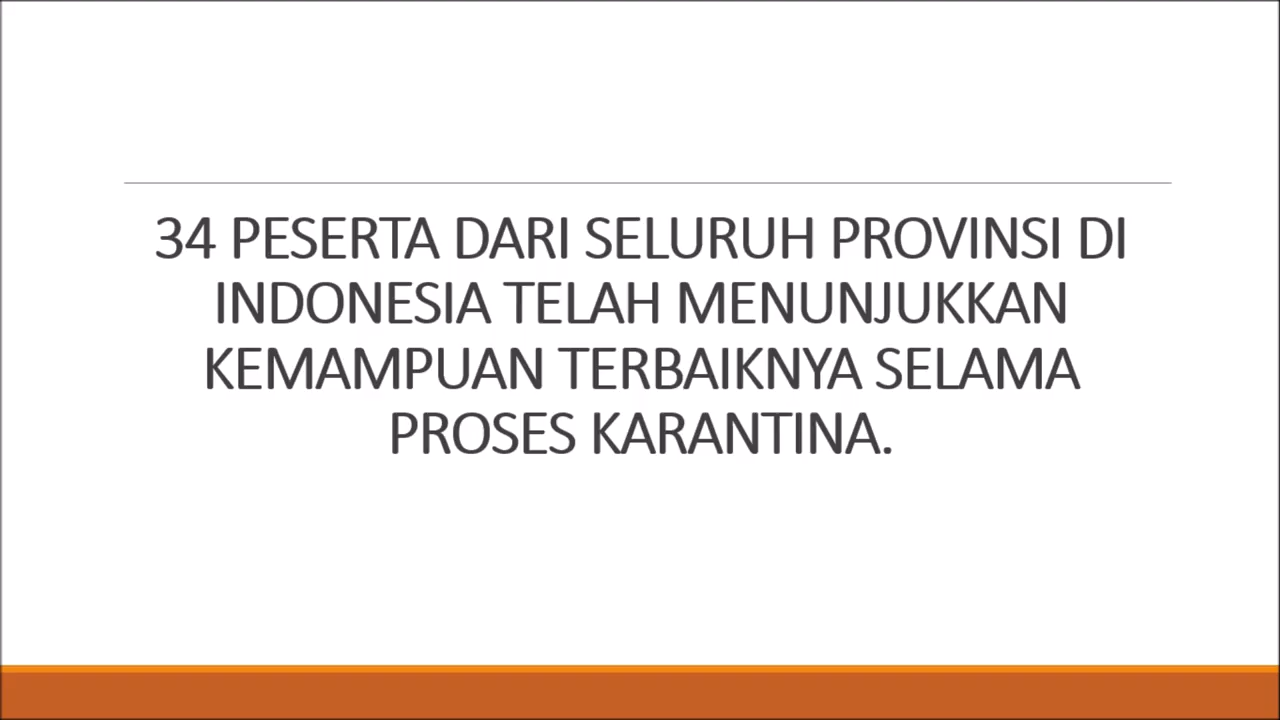 34 PESERTA DARI SELURUH PROVINSI DI
INDONESIA TELAH MENUNJUKKAN
KEMAMPUAN TERBAIKNYA SELAMA
PROSES KARANTINA.